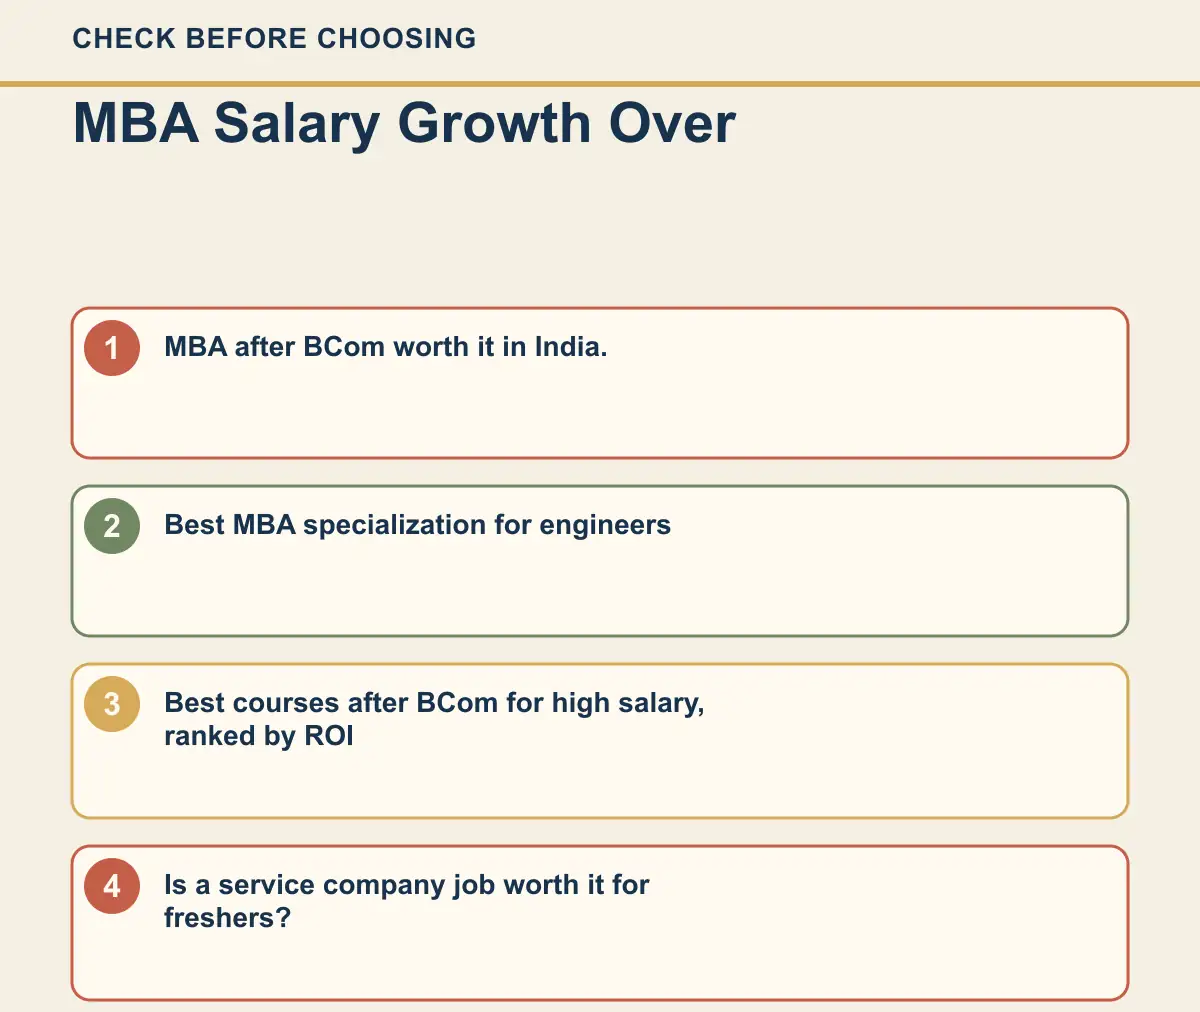 CHECK BEFORE CHOOSING
MBA Salary Growth Over
1
MBA after BCom worth it in India.
2
Best MBA specialization for engineers
3
Best courses after BCom for high salary,
ranked by ROI
4
Is a service company job worth it for
freshers?